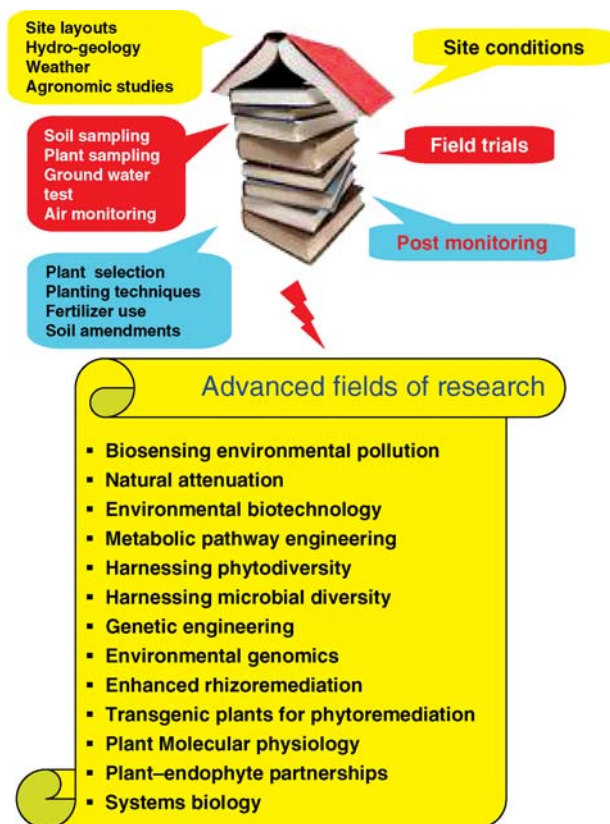 Site layouts
Hydro-geology
Weather
Agronomic studies
Site conditions
Soil sampling
Plant sampling
Ground water
test
Air monitoring
Field trials
Plant selection
Planting techniques
Fertilizer use
Soil amendments
Post monitoring
Advanced fields of research
▪ Biosensing environmental pollution
▪ Natural attenuation
▪ Environmental biotechnology
▪ Metabolic pathway engineering
▪ Harnessing phytodiversity
▪ Harnessing microbial diversity
▪ Genetic engineering
▪ Environmental genomics
▪ Enhanced rhizoremediation
▪ Transgenic plants for phytoremediation
▪ Plant Molecular physiology
▪ Plant–endophyte partnerships
▪ Systems biology